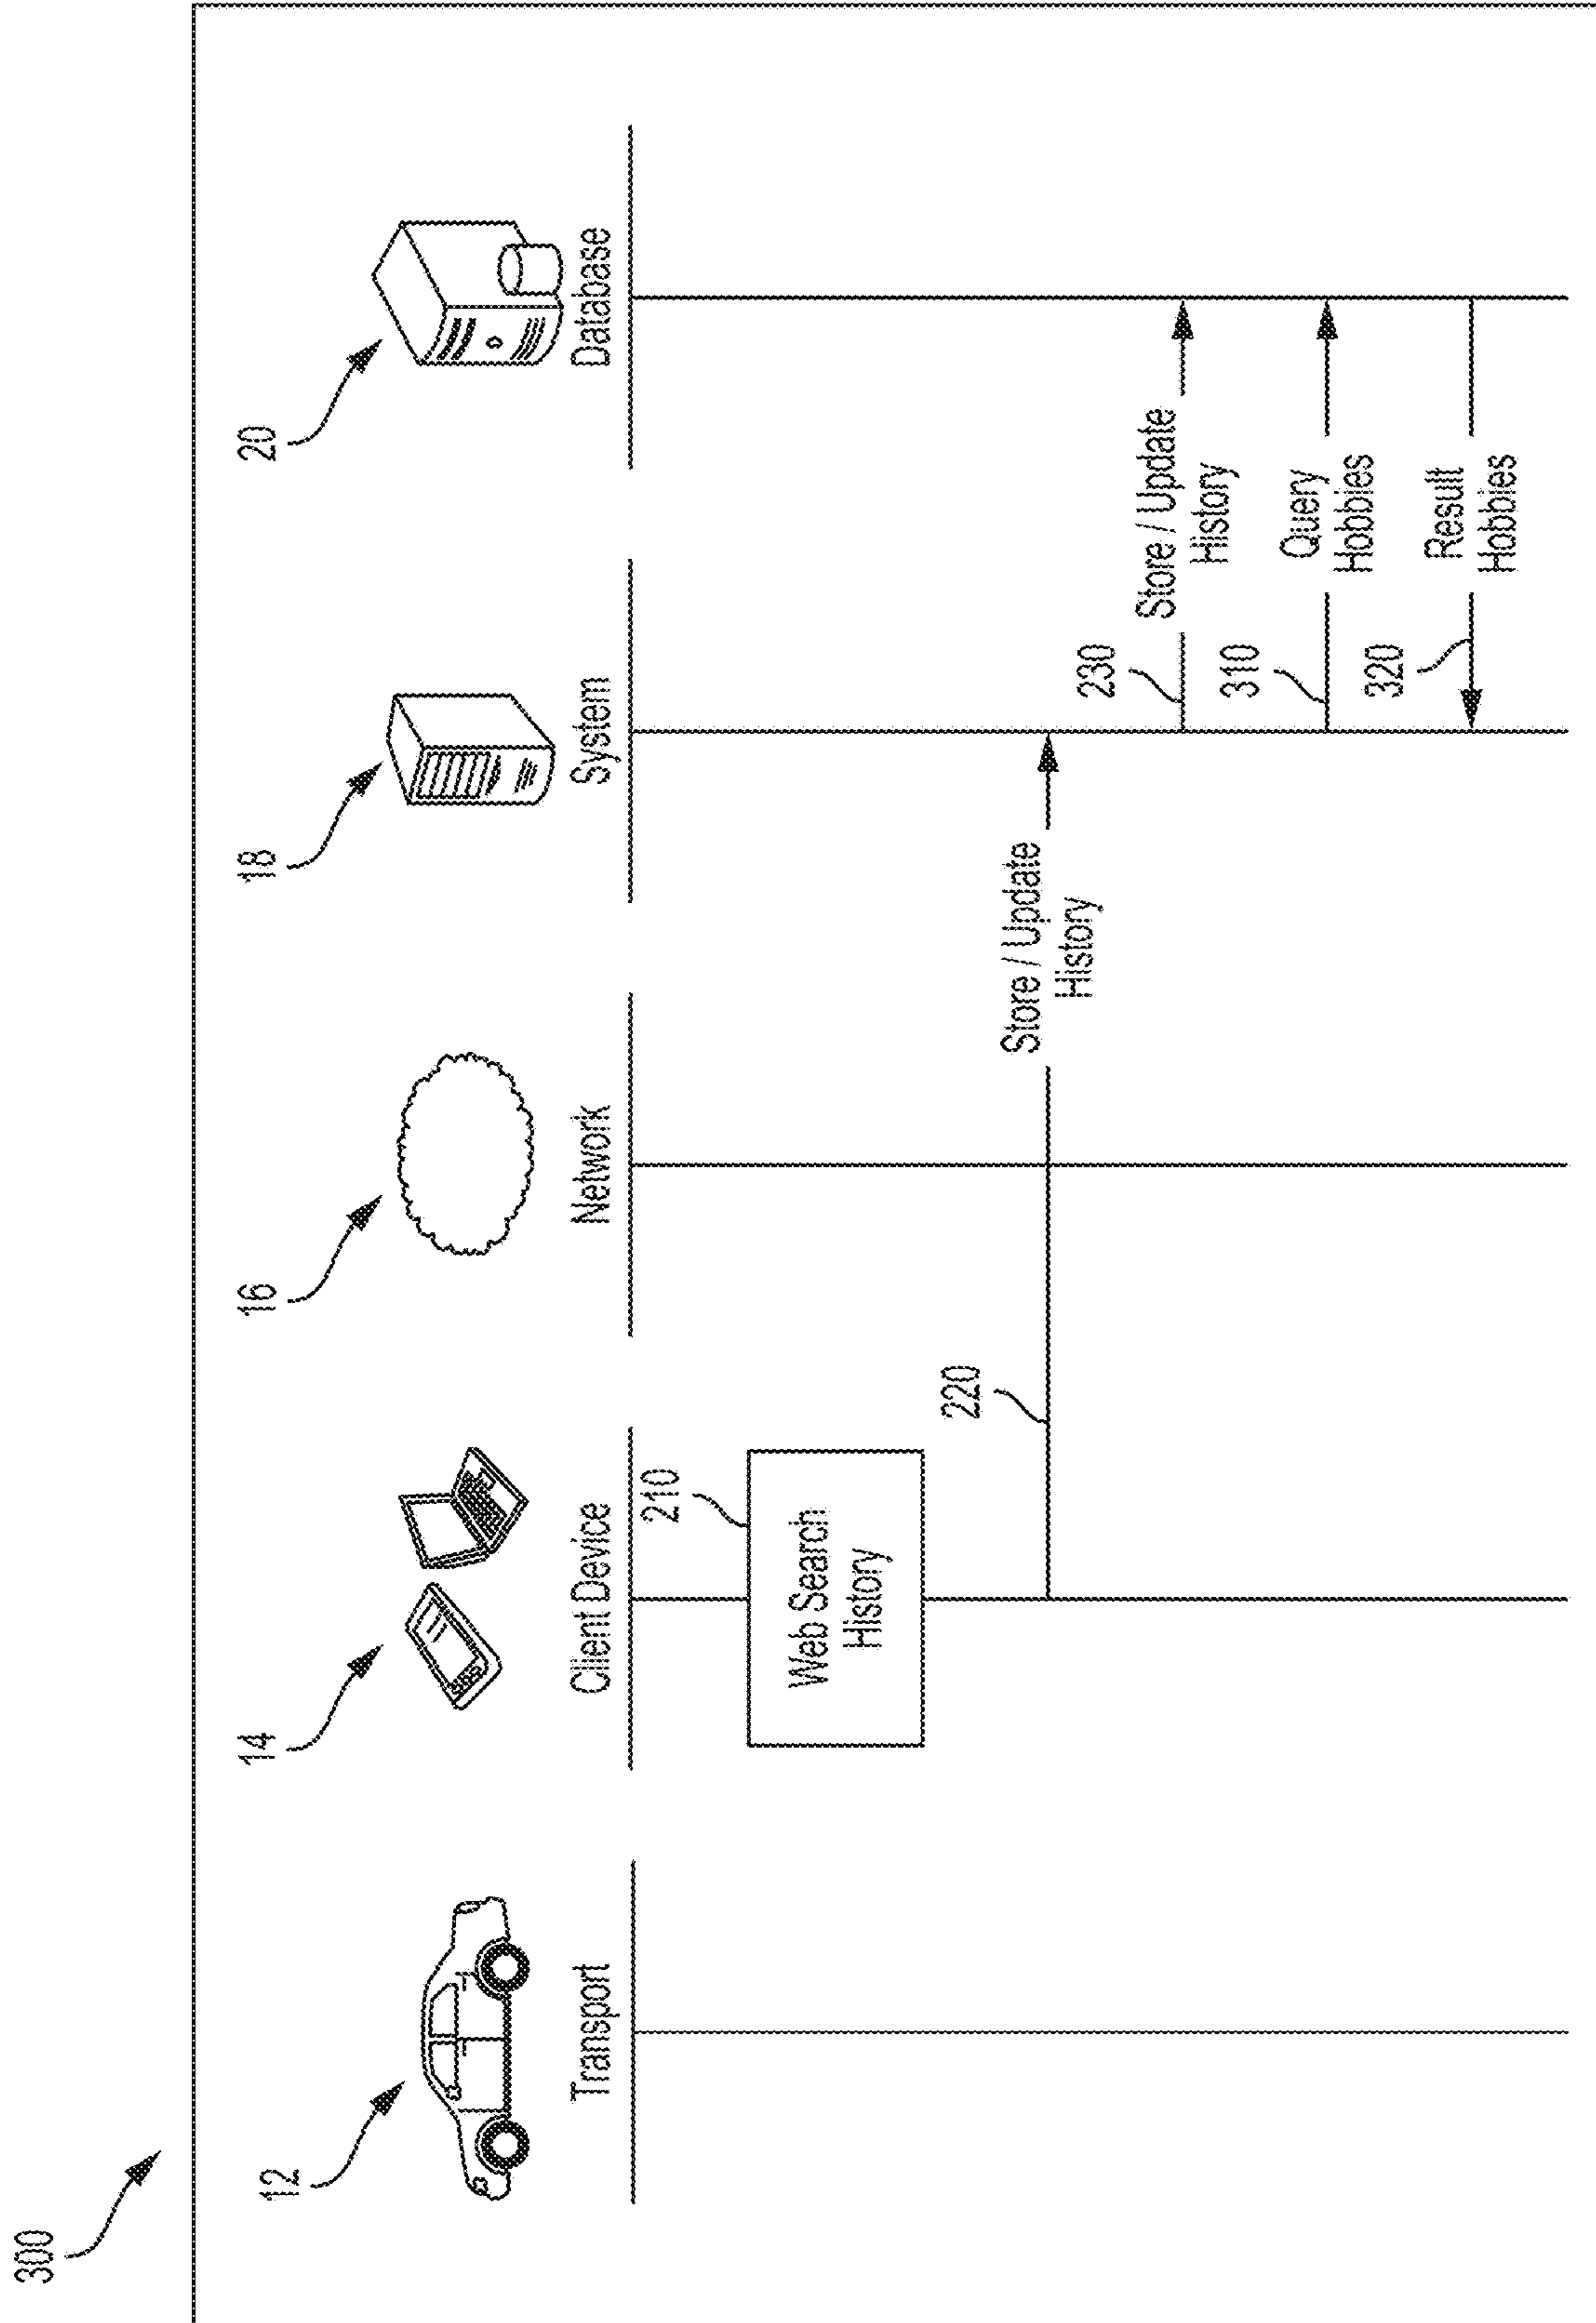 300
12
14
16
18
20
Transport
Client Device
Network
System
Database
210
Web Search
History
220
Store / Update
History
230
Store / Update
History
310
Query
Hobbies
320
Result
Hobbies